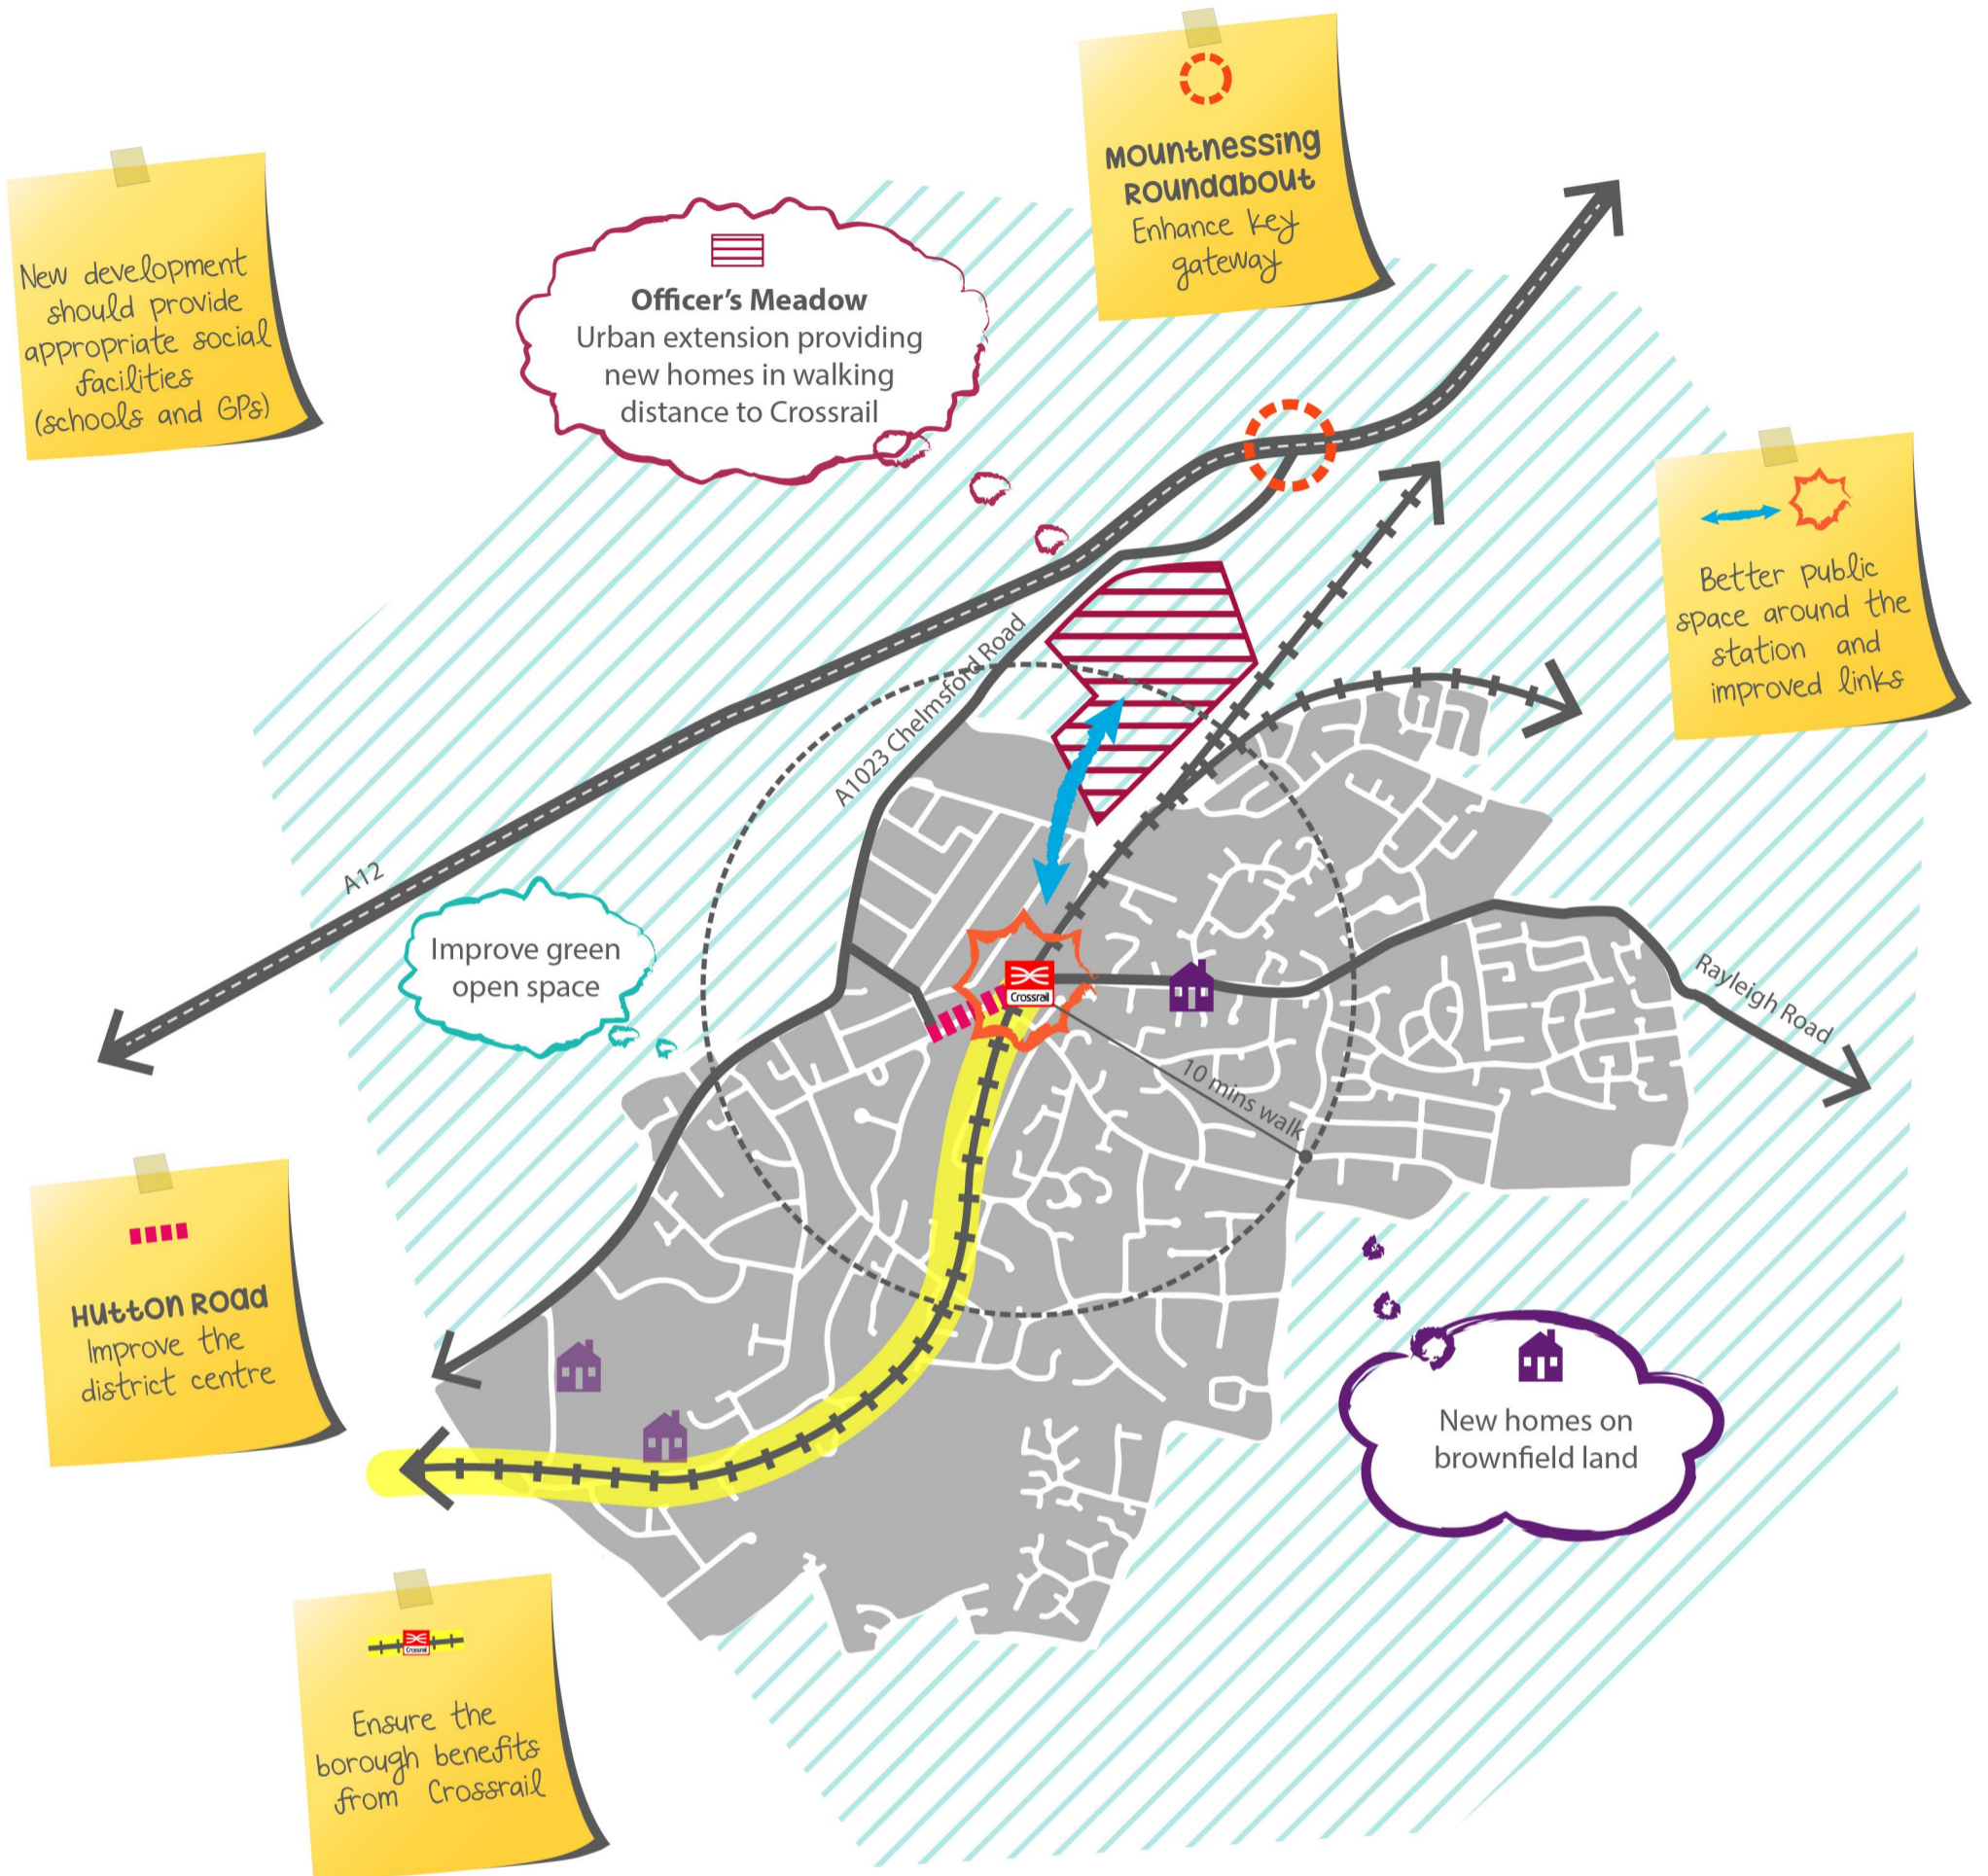 MOUNTNESSING
ROUNDABOUT
Enhance key
gateway
New development
should provide
appropriate social
facilities
(schools and GPs)
Officer's Meadow
Urban extension providing
new homes in walking
distance to Crossrail
Better public
space around the
station and
improved links
A1023 Chelmsford Road
A12
Improve green
open space
Crossrail
Rayleigh Road
10 mins walk
HUTTON ROAD
Improve the
district centre
New homes on
brownfield land
Crossrail
Ensure the
borough benefits
from Crossrail